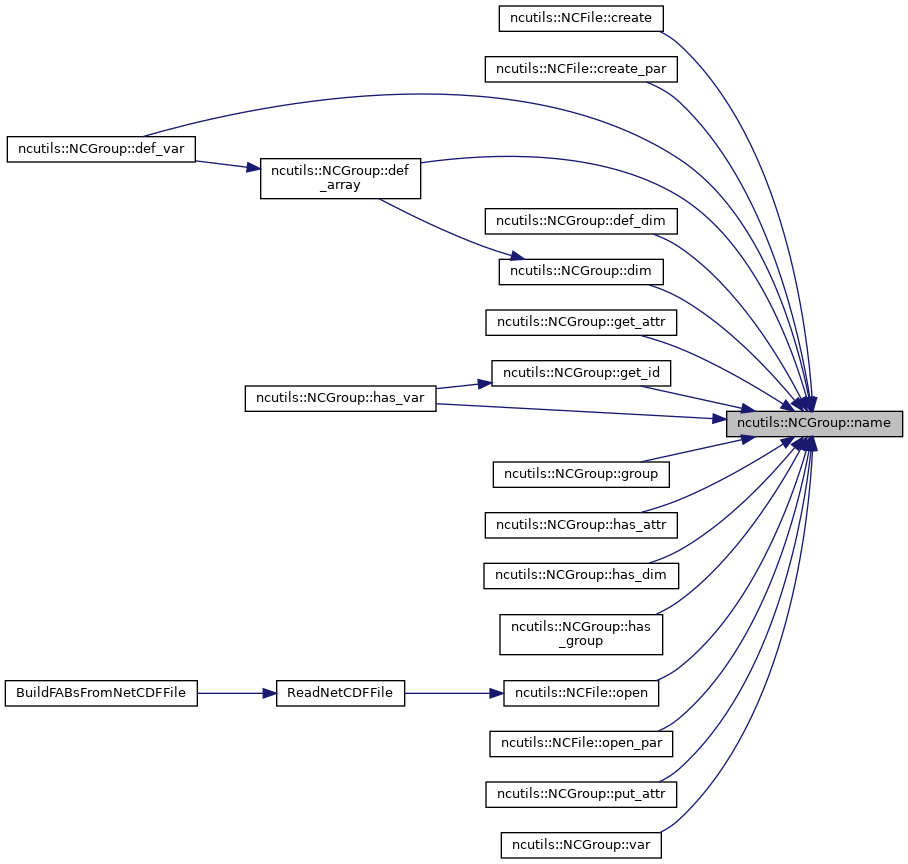 ncutils::NCFile::create
ncutils::NCFile::create_par
ncutils::NCGroup::def_var
ncutils::NCGroup::def
_array
ncutils::NCGroup::def_dim
ncutils::NCGroup::dim
ncutils::NCGroup::get_attr
ncutils::NCGroup::get_id
ncutils::NCGroup::has_var
ncutils::NCGroup::name
ncutils::NCGroup::group
ncutils::NCGroup::has_attr
ncutils::NCGroup::has_dim
ncutils::NCGroup::has
_group
BuildFABsFromNetCDFFile
ReadNetCDFFile
ncutils::NCFile::open
ncutils::NCFile::open_par
ncutils::NCGroup::put_attr
ncutils::NCGroup::var